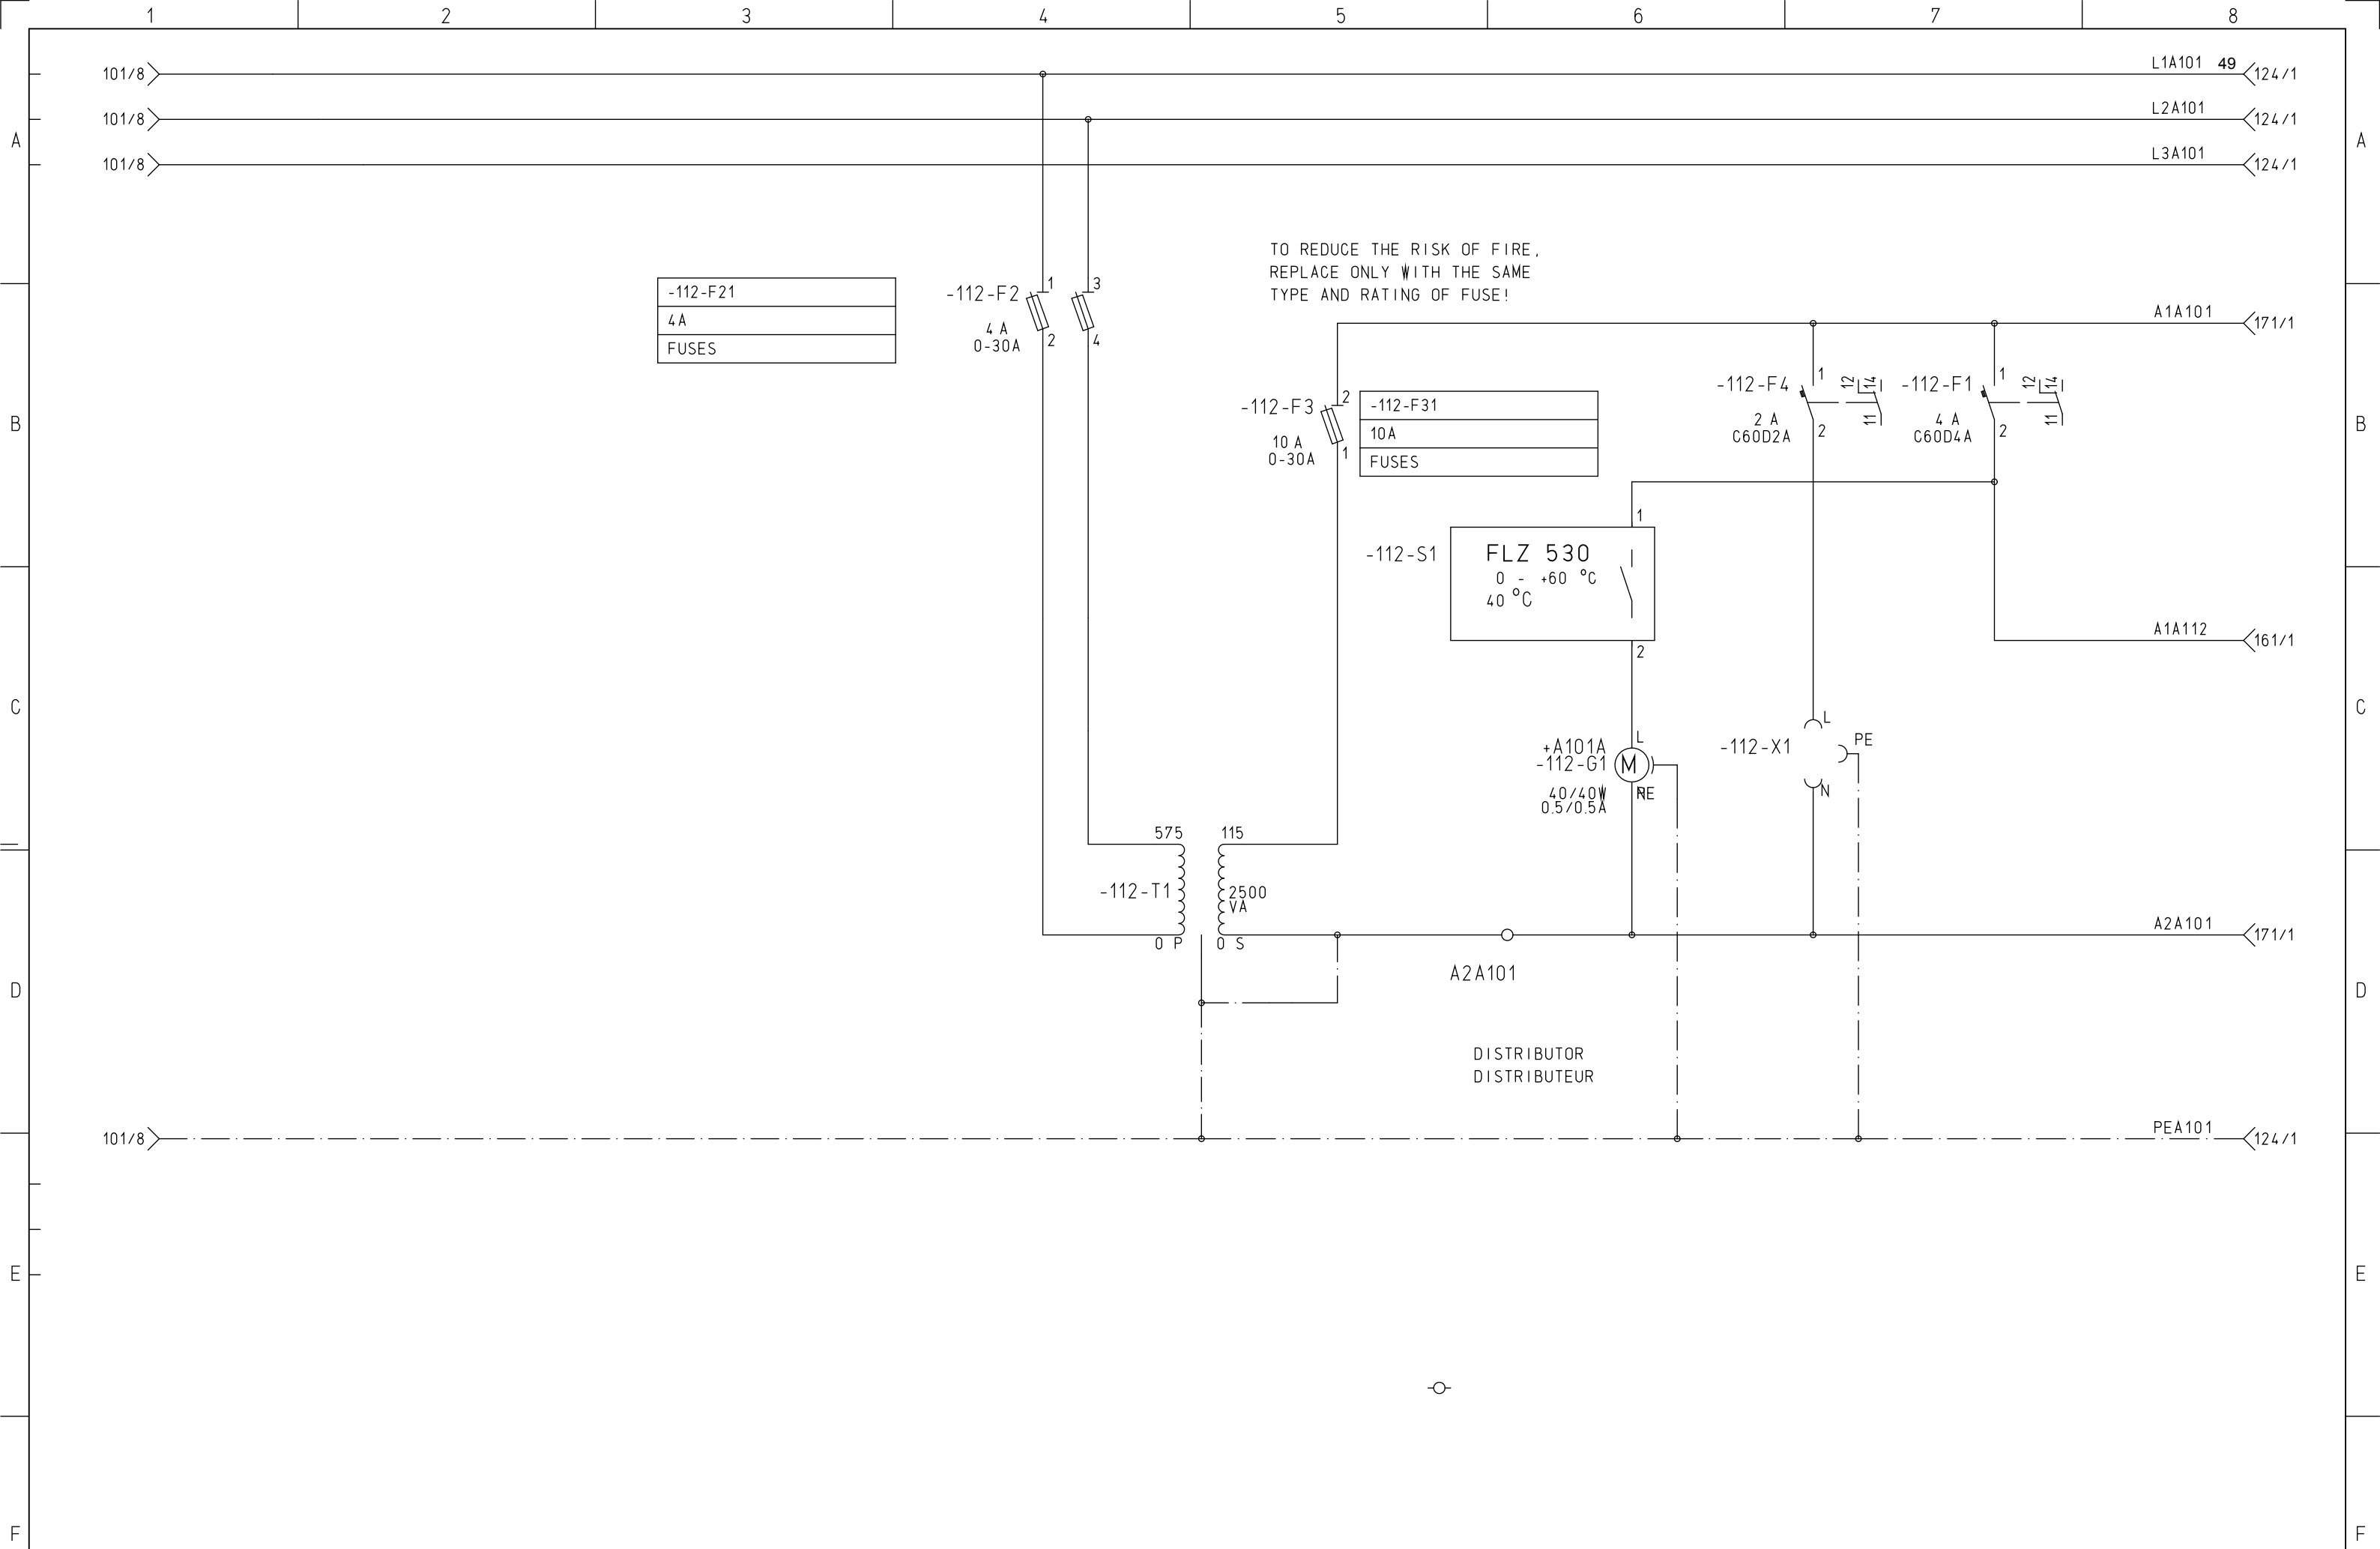 1 2 3 4 5 6 7 8
101/8 L1A101 49 124/1
101/8 L2A101 124/1
A A
101/8 L3A101 124/1
TO REDUCE THE RISK OF FIRE,
REPLACE ONLY WITH THE SAME
TYPE AND RATING OF FUSE!
-112-F21
4A
FUSES
-112-F2
4 A
0-30A
1
2
3
4
A1A101 171/1
-112-F3
10 A
0-30A
2
1
-112-F31
10A
FUSES
-112-F4
2 A
C60D2A
1
2
12
14
11
-112-F1
4 A
C60D4A
1
2
12
14
11
B B
-112-S1
1
FLZ 530
0 - +60 °C
40 °C
2
A1A112 161/1
C C
+A101A
-112-G1
M
L
40/40W
0.5/0.5A
PE
-112-X1
L
PE
N
575 115
-112-T1
2500
VA
0 P 0 S
A2A101 171/1
A2A101
D D
DISTRIBUTOR
DISTRIBUTEUR
101/8 PEA101 124/1
E E
F F